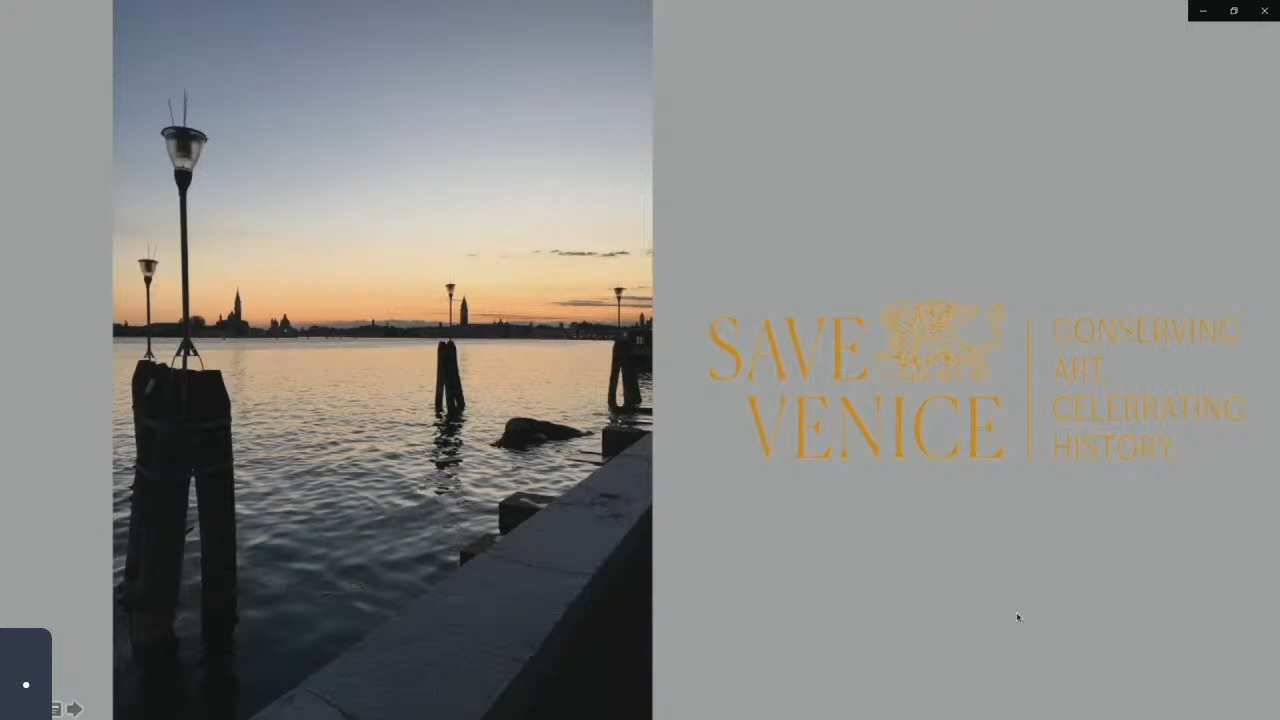 SAVE
VENICE
CONSERVING
ART.
CELEBRATING
HISTORY.